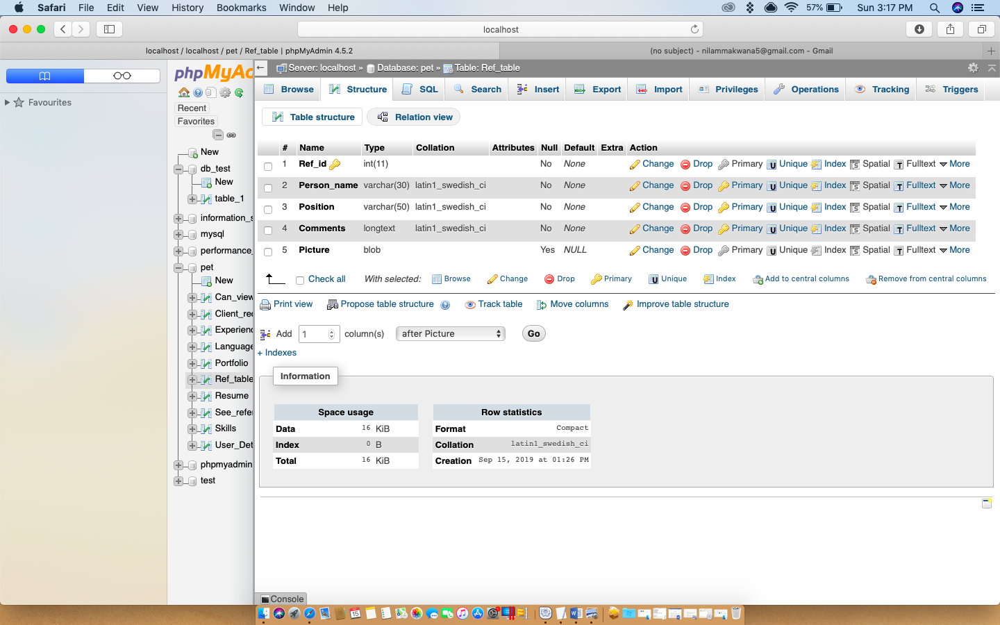 Safari File Edit View History Bookmarks Window Help 57% Sun 3:17 PM
localhost
localhost / localhost / pet / Ref_table | phpMyAdmin 4.5.2
(no subject) - nilammakwana5@gmail.com - Gmail
Favourites
phpMyAd
Recent
Favorites
New
db_test
New
table_1
information_s
mysql
performance_
pet
New
Can_view
Client_rec
Experienc
Language
Portfolio
Ref_table
Resume
See_refer
Skills
User_Det
phpmyadmin
test
Server: localhost » Database: pet » Table: Ref_table
Browse Structure SQL Search Insert Export Import Privileges Operations Tracking Triggers
Table structure Relation view
# Name Type Collation Attributes Null Default Extra Action
1 Ref_id int(11) No None Change Drop Primary Unique Index Spatial Fulltext More
2 Person_name varchar(30) latin1_swedish_ci No None Change Drop Primary Unique Index Spatial Fulltext More
3 Position varchar(50) latin1_swedish_ci No None Change Drop Primary Unique Index Spatial Fulltext More
4 Comments longtext latin1_swedish_ci No None Change Drop Primary Unique Index Spatial Fulltext More
5 Picture blob Yes NULL Change Drop Primary Unique Index Spatial Fulltext More
Check all With selected: Browse Change Drop Primary Unique Index Add to central columns Remove from central columns
Print view Propose table structure Track table Move columns Improve table structure
Add 1 column(s) after Picture Go
+ Indexes
Information
Space usage
Data 16 KiB
Index 0 B
Total 16 KiB
Row statistics
Format Compact
Collation latin1_swedish_ci
Creation Sep 15, 2019 at 01:26 PM
Console
15